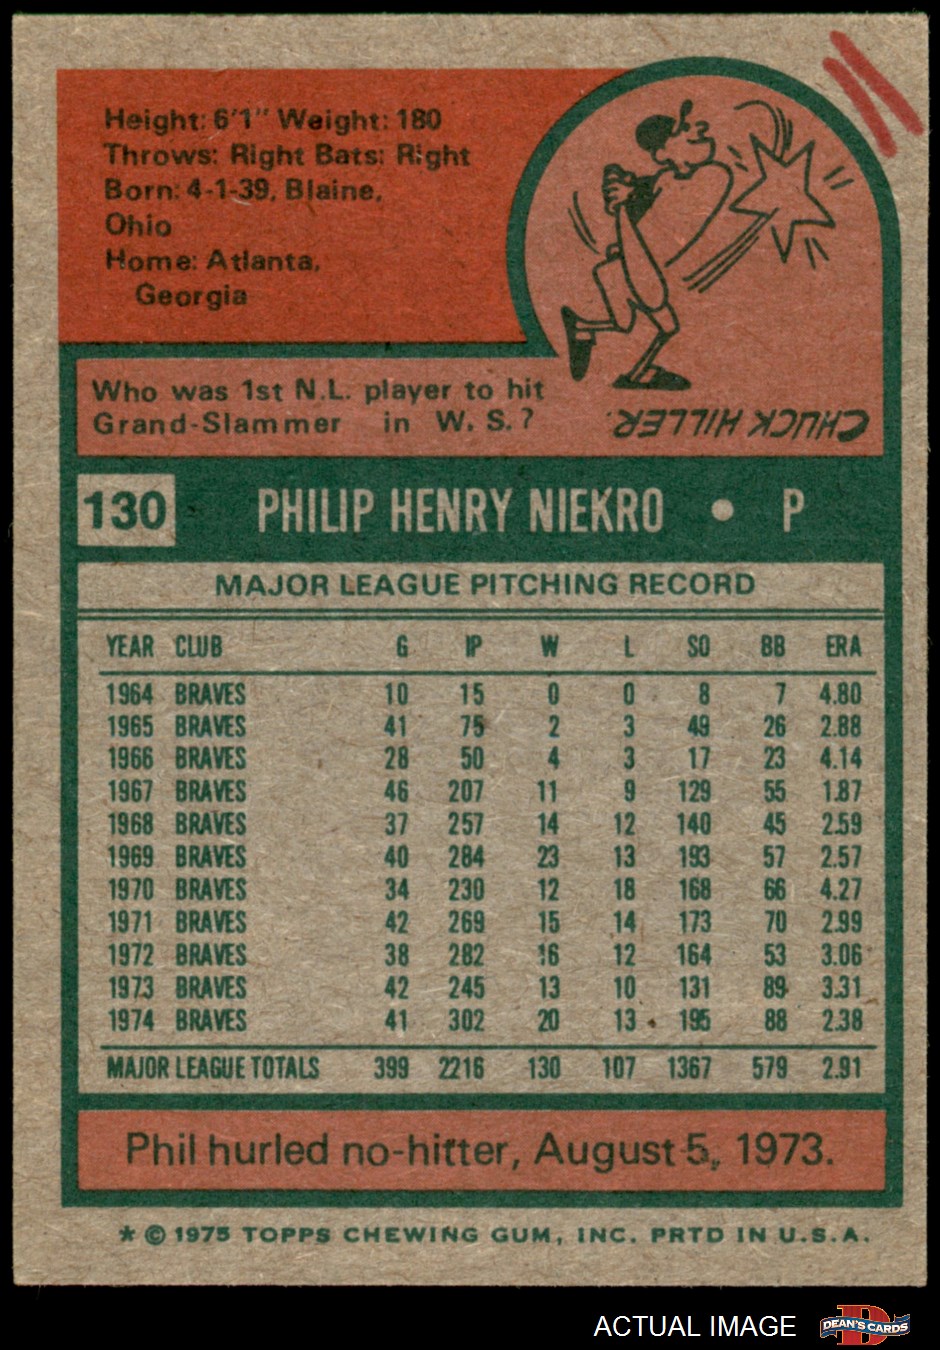 Height: 6'1" Weight: 180
Throws: Right Bats: Right
Born: 4-1-39, Blaine,
Ohio
Home: Atlanta,
Georgia
Who was 1st N.L. player to hit
Grand-Slammer in W. S.?
CHUCK HILLER.
130 PHILIP HENRY NIEKRO • P
MAJOR LEAGUE PITCHING RECORD
YEAR CLUB G IP W L SO BB ERA
1964 BRAVES 10 15 0 0 8 7 4.80
1965 BRAVES 41 75 2 3 49 26 2.88
1966 BRAVES 28 50 4 3 17 23 4.14
1967 BRAVES 46 207 11 9 129 55 1.87
1968 BRAVES 37 257 14 12 140 45 2.59
1969 BRAVES 40 284 23 13 193 57 2.57
1970 BRAVES 34 230 12 18 168 66 4.27
1971 BRAVES 42 269 15 14 173 70 2.99
1972 BRAVES 38 282 16 12 164 53 3.06
1973 BRAVES 42 245 13 10 131 89 3.31
1974 BRAVES 41 302 20 13 195 88 2.38
MAJOR LEAGUE TOTALS 399 2216 130 107 1367 579 2.91
Phil hurled no-hitter, August 5, 1973.
* © 1975 TOPPS CHEWING GUM, INC. PRTD IN U.S.A.
ACTUAL IMAGE
DEAN'S CARDS